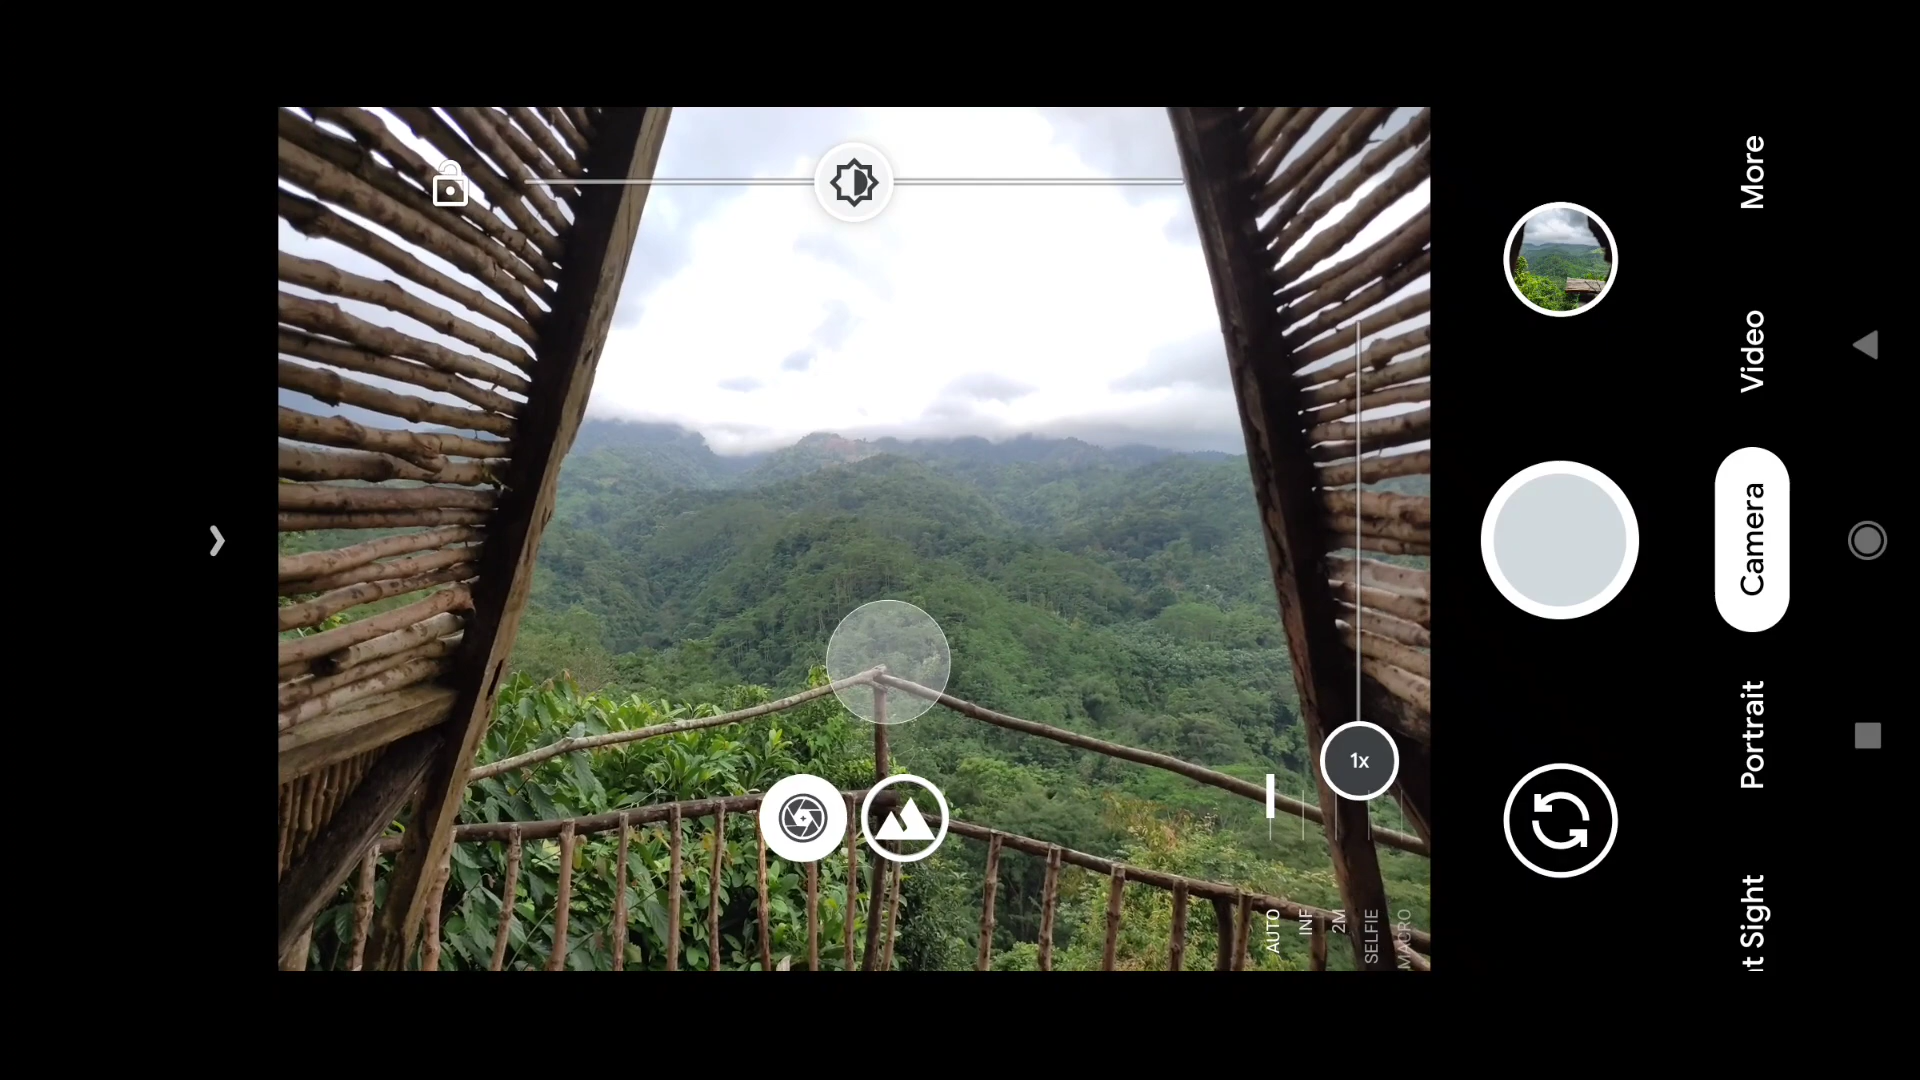 More
Video
Camera
Portrait
t Sight
1x
AUTO
INF
2M
SELFIE
MACRO